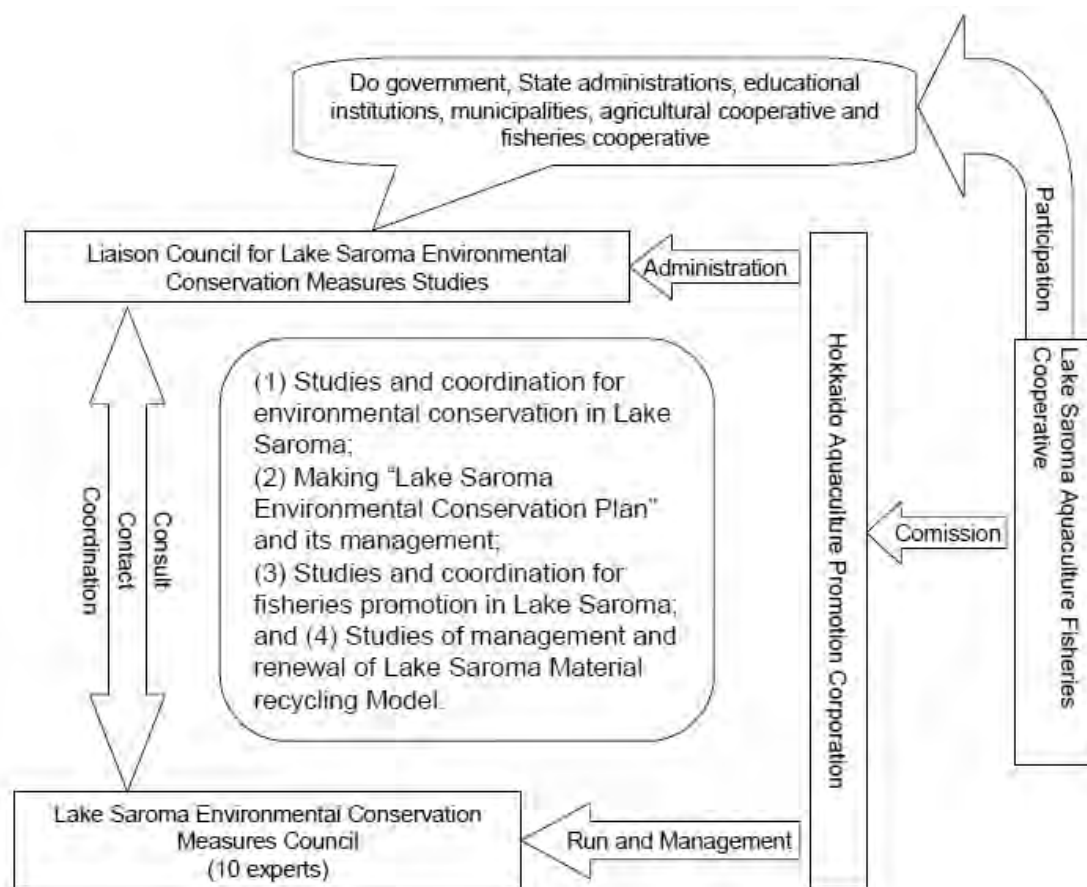 Do government, State administrations, educational
institutions, municipalities, agricultural cooperative and
fisheries cooperative
Participation
Liaison Council for Lake Saroma Environmental
Conservation Measures Studies
Administration
Hokkaido Aquaculture Promotion Corporation
Lake Saroma Aquaculture Fisheries
Cooperative
Comission
(1) Studies and coordination for
environmental conservation in Lake
Saroma;
(2) Making “Lake Saroma
Environmental Conservation Plan”
and its management;
(3) Studies and coordination for
fisheries promotion in Lake Saroma;
and (4) Studies of management and
renewal of Lake Saroma Material
recycling Model.
Consult
Contact
Coordination
Lake Saroma Environmental Conservation
Measures Council
(10 experts)
Run and Management